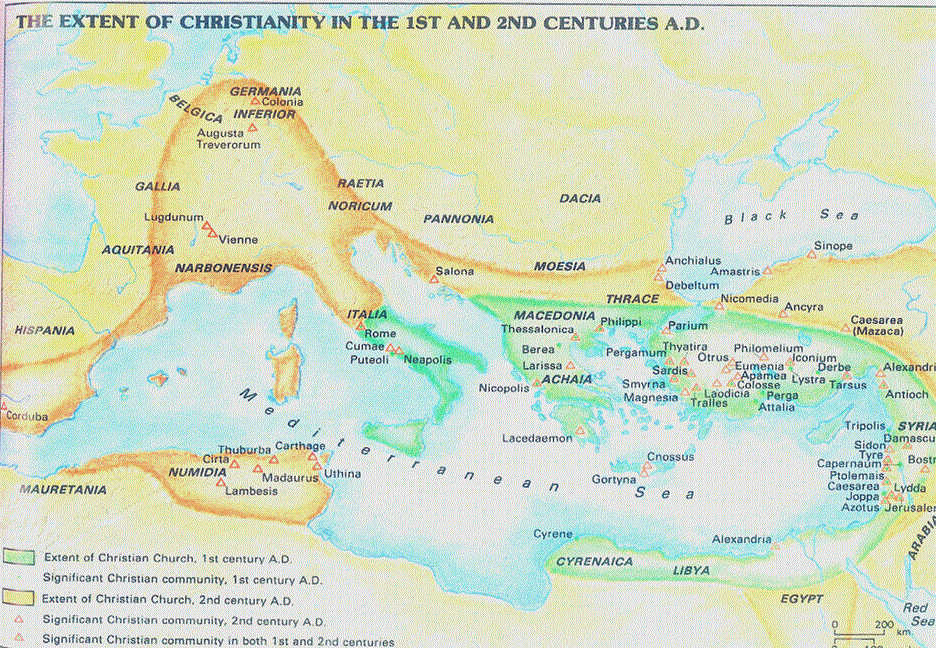 THE EXTENT OF CHRISTIANITY IN THE 1ST AND 2ND CENTURIES A.D.
GERMANIA
INFERIOR
Colonia
BELGICA
Augusta
Treverorum
GALLIA
RAETIA
NORICUM
PANNONIA
DACIA
Black Sea
Lugdunum
Vienne
AQUITANIA
NARBONENSIS
Salona
MOESIA
Anchialus
Debeltum
Amastris
Sinope
HISPANIA
ITALIA
Rome
Cumae
Puteoli
Neapolis
THRACE
MACEDONIA
Thessalonica
Philippi
Berea
Larissa
ACHAIA
Nicopolis
Lacedaemon
Nicomedia
Ancyra
Caesarea
(Mazaca)
Parium
Pergamum
Thyatira
Otrus
Philomelium
Iconium
Derbe
Sardis
Eumenia
Apamea
Colosse
Lystra
Tarsus
Smyrna
Magnesia
Tralles
Laodicia
Perga
Attalia
Alexandri
Antioch
Corduba
Mediterranean Sea
Thuburba
Carthage
Cirta
NUMIDIA
Madaurus
Uthina
Lambesis
MAURETANIA
Cnossus
Gortyna
Tripolis
SYRIA
Damascu
Sidon
Tyre
Capernaum
Bostr
Ptolemais
Caesarea
Lydda
Joppa
Azotus
Jerusalem
ARABIA
Cyrene
Alexandria
CYRENAICA
LIBYA
EGYPT
Red
Sea
Extent of Christian Church, 1st century A.D.
Significant Christian community, 1st century A.D.
Extent of Christian Church, 2nd century A.D.
Significant Christian community, 2nd century A.D.
Significant Christian community in both 1st and 2nd centuries
0 200
km.